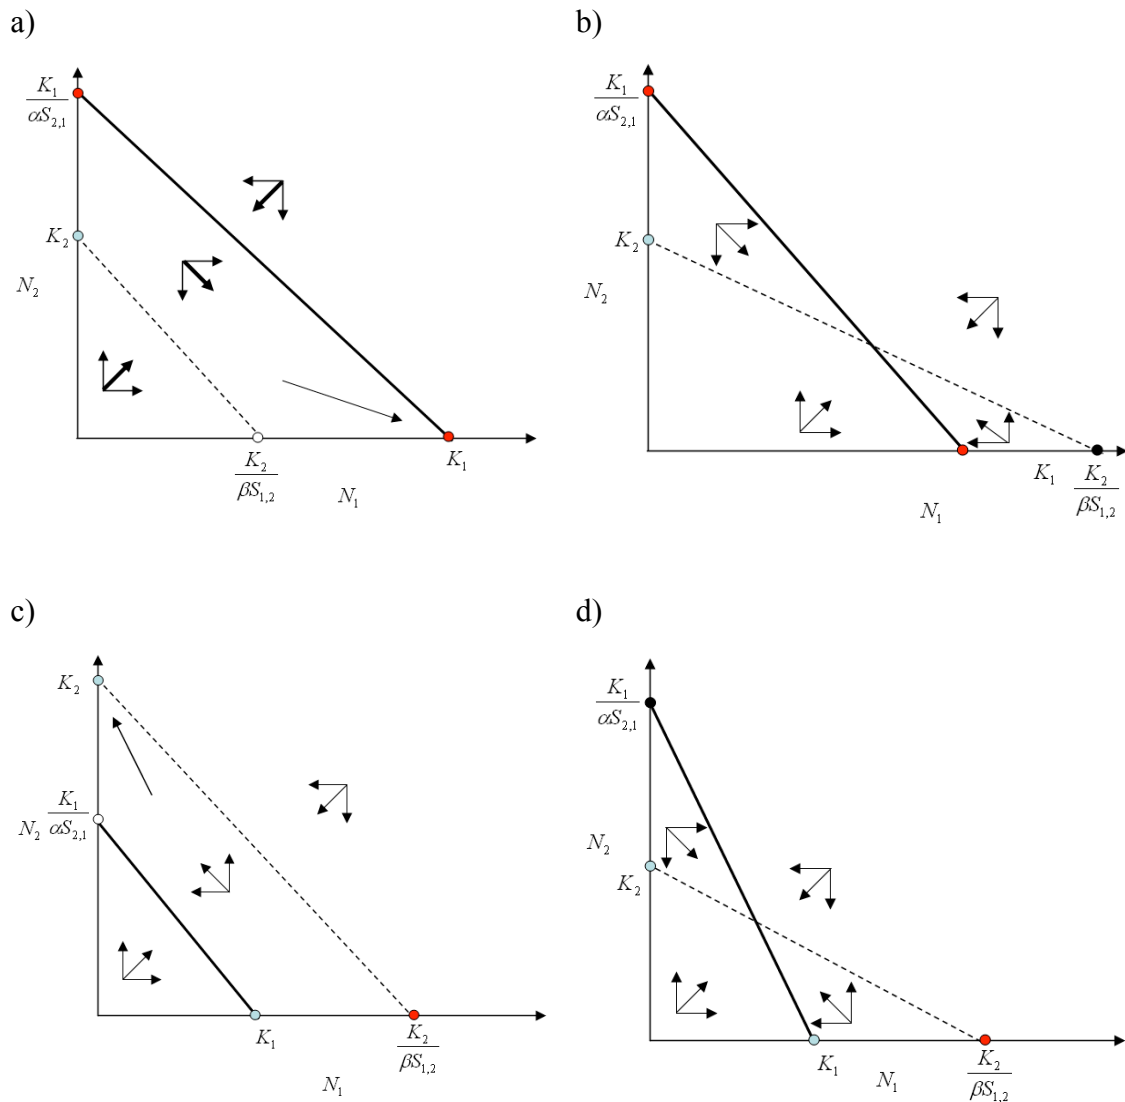 a)
K₁
αS₂,₁
K₂
N₂
K₂
βS₁,₂
K₁
N₁
b)
K₁
αS₂,₁
K₂
N₂
K₁
K₂
βS₁,₂
N₁
c)
K₂
K₁
αS₂,₁
N₂
K₁
K₂
βS₁,₂
N₁
d)
K₁
αS₂,₁
N₂
K₂
K₁
N₁
K₂
βS₁,₂